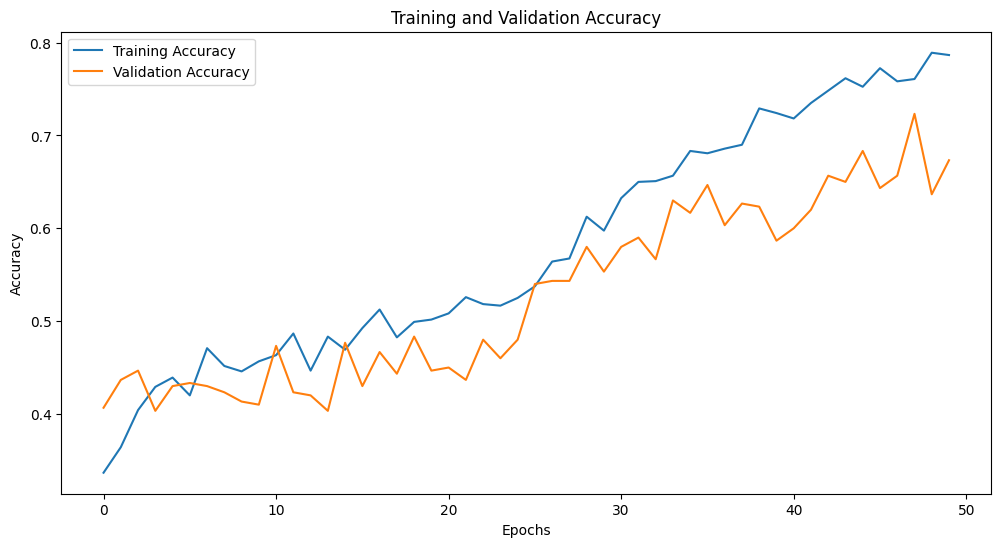 Training and Validation Accuracy
Training Accuracy
Validation Accuracy
0.8
0.7
0.6
0.5
0.4
Accuracy
0 10 20 30 40 50
Epochs